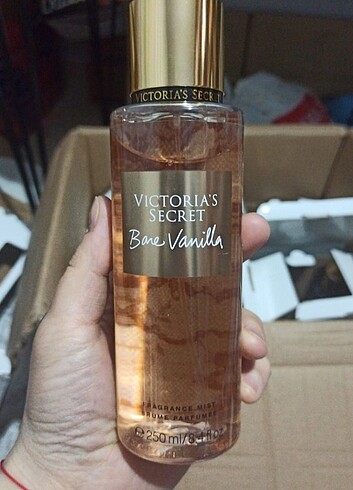 VICTORIA'S SECRET
VICTORIA'S
SECRET
Bare Vanilla
FRAGRANCE MIST
BRUME PARFUMÉE
℮ 250 ml/8.4 fl oz